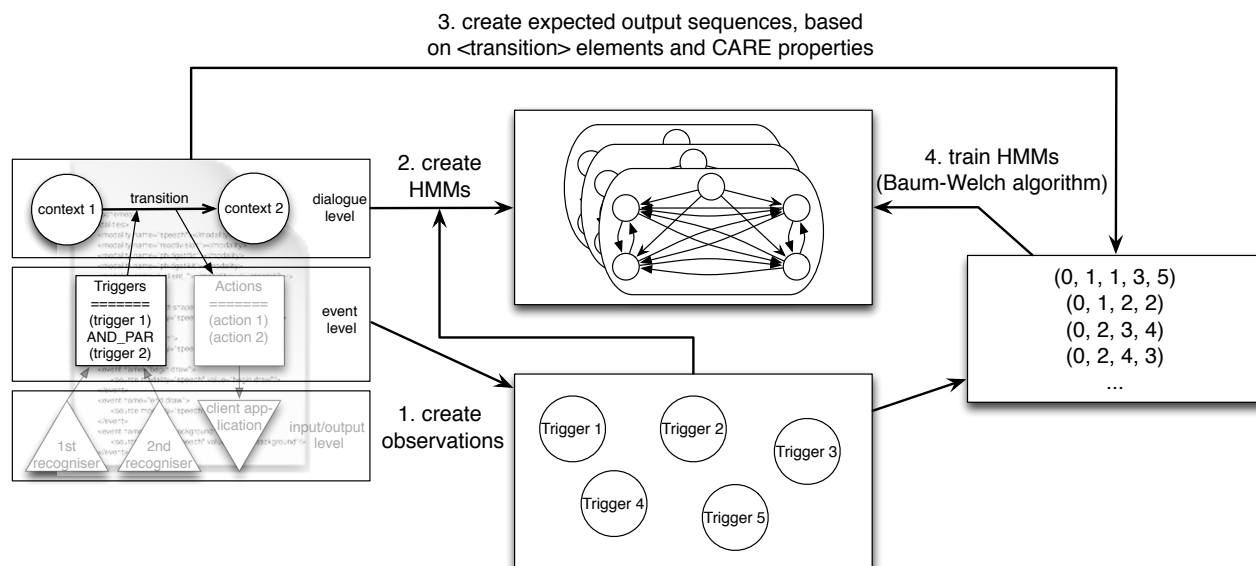 3. create expected output sequences, based
on <transition> elements and CARE properties
2. create
HMMs
4. train HMMs
(Baum-Welch algorithm)
context 1
transition
context 2
dialogue
level
Triggers
=======
(trigger 1)
AND_PAR
(trigger 2)
Actions
=======
(action 1)
(action 2)
event
level
1st
recogniser
2nd
recogniser
client app-
lication
input/output
level
1. create
observations
Trigger 1
Trigger 2
Trigger 3
Trigger 4
Trigger 5
(0, 1, 1, 3, 5)
(0, 1, 2, 2)
(0, 2, 3, 4)
(0, 2, 4, 3)
...